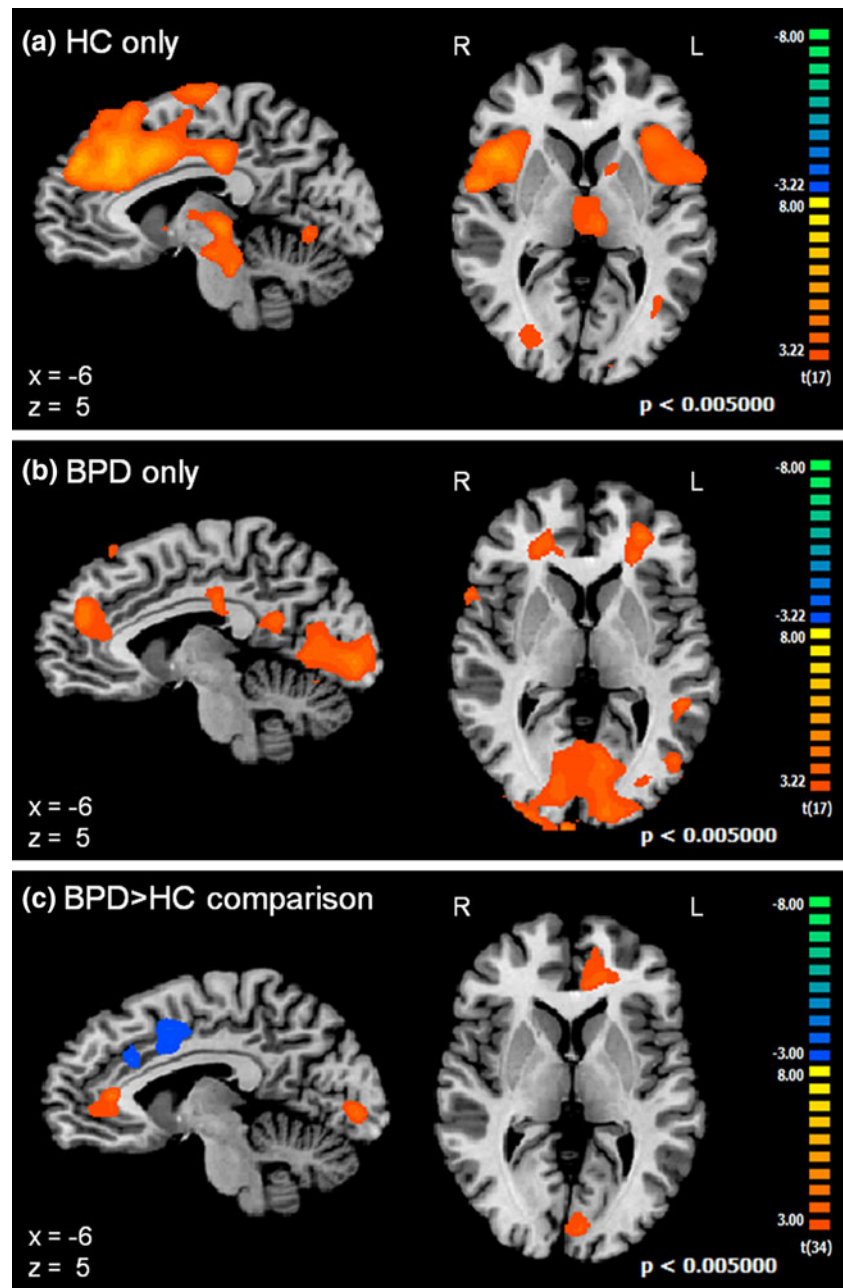 (a) HC only
R
L
-8.00
-3.22
8.00
3.22
t(17)
x = -6
z = 5
p < 0.005000
(b) BPD only
R
L
-8.00
-3.22
8.00
3.22
t(17)
x = -6
z = 5
p < 0.005000
(c) BPD>HC comparison
R
L
-8.00
-3.00
8.00
3.00
t(34)
x = -6
z = 5
p < 0.005000